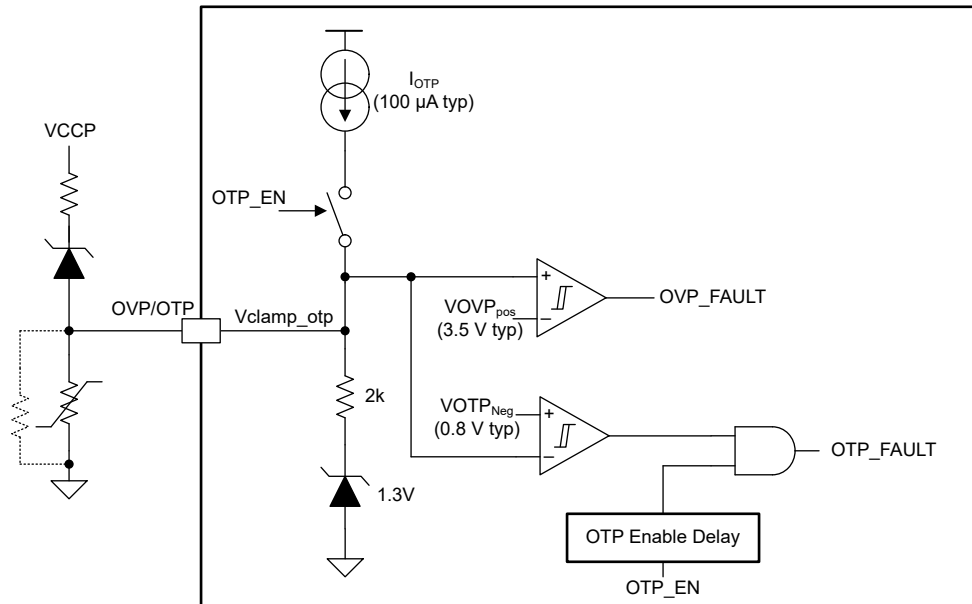 I_OTP
(100 µA typ)
VCCP
OTP_EN
OVP/OTP
Vclamp_otp
+
VOVP_pos
(3.5 V typ)
−
OVP_FAULT
2k
VOTP_Neg
(0.8 V typ)
+
−
OTP_FAULT
1.3V
OTP Enable Delay
OTP_EN